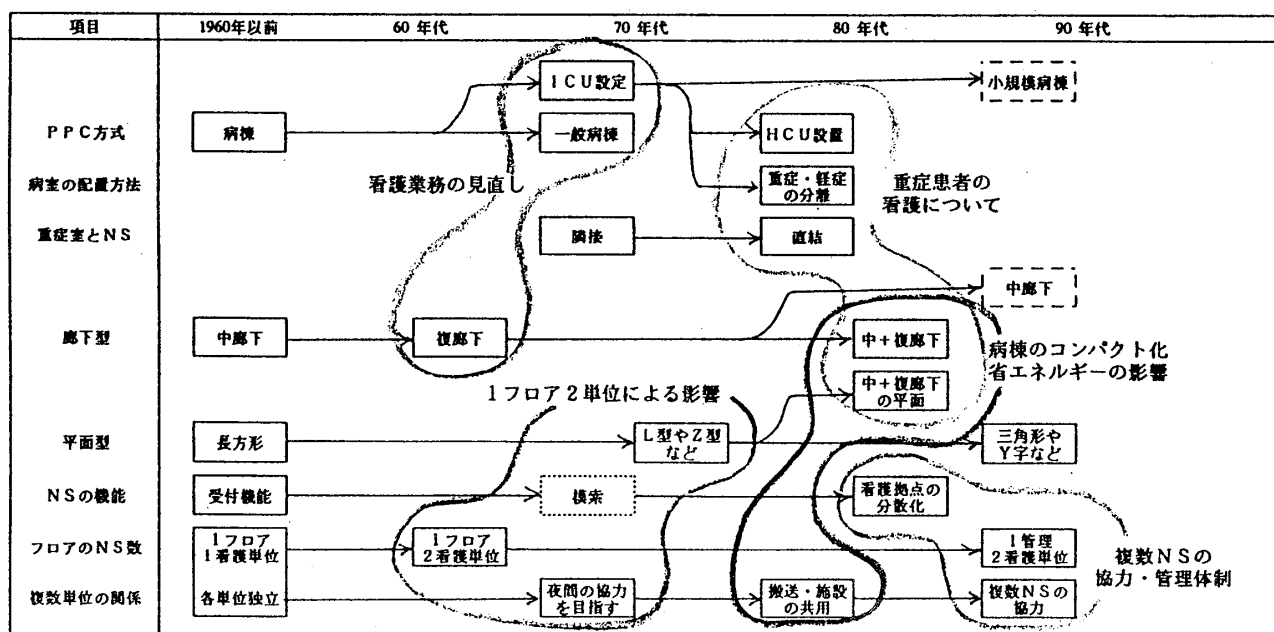 項目 1960年以前 60年代 70年代 80年代 90年代
ICU設定 小規模病棟
PPC方式 病棟 一般病棟 HCU設置
病室の配置方法 看護業務の見直し 重症・軽症 重症患者の
の分離 看護について
重症室とNS 隣接 直結
中廊下
廊下型 中廊下 復廊下 中+復廊下 病棟のコンパクト化
省エネルギーの影響
1フロア2単位による影響 中+復廊下
の平面
平面型 長方形 L型やZ型 三角形や
など Y字など
NSの機能 受付機能 模索 看護拠点の
分散化
フロアのNS数 1フロア 1フロア 1管理 複数NSの
1看護単位 2看護単位 2看護単位 協力・管理体制
複数単位の関係 各単位独立 夜間の協力 搬送・施設 複数NSの
を目指す の共用 協力